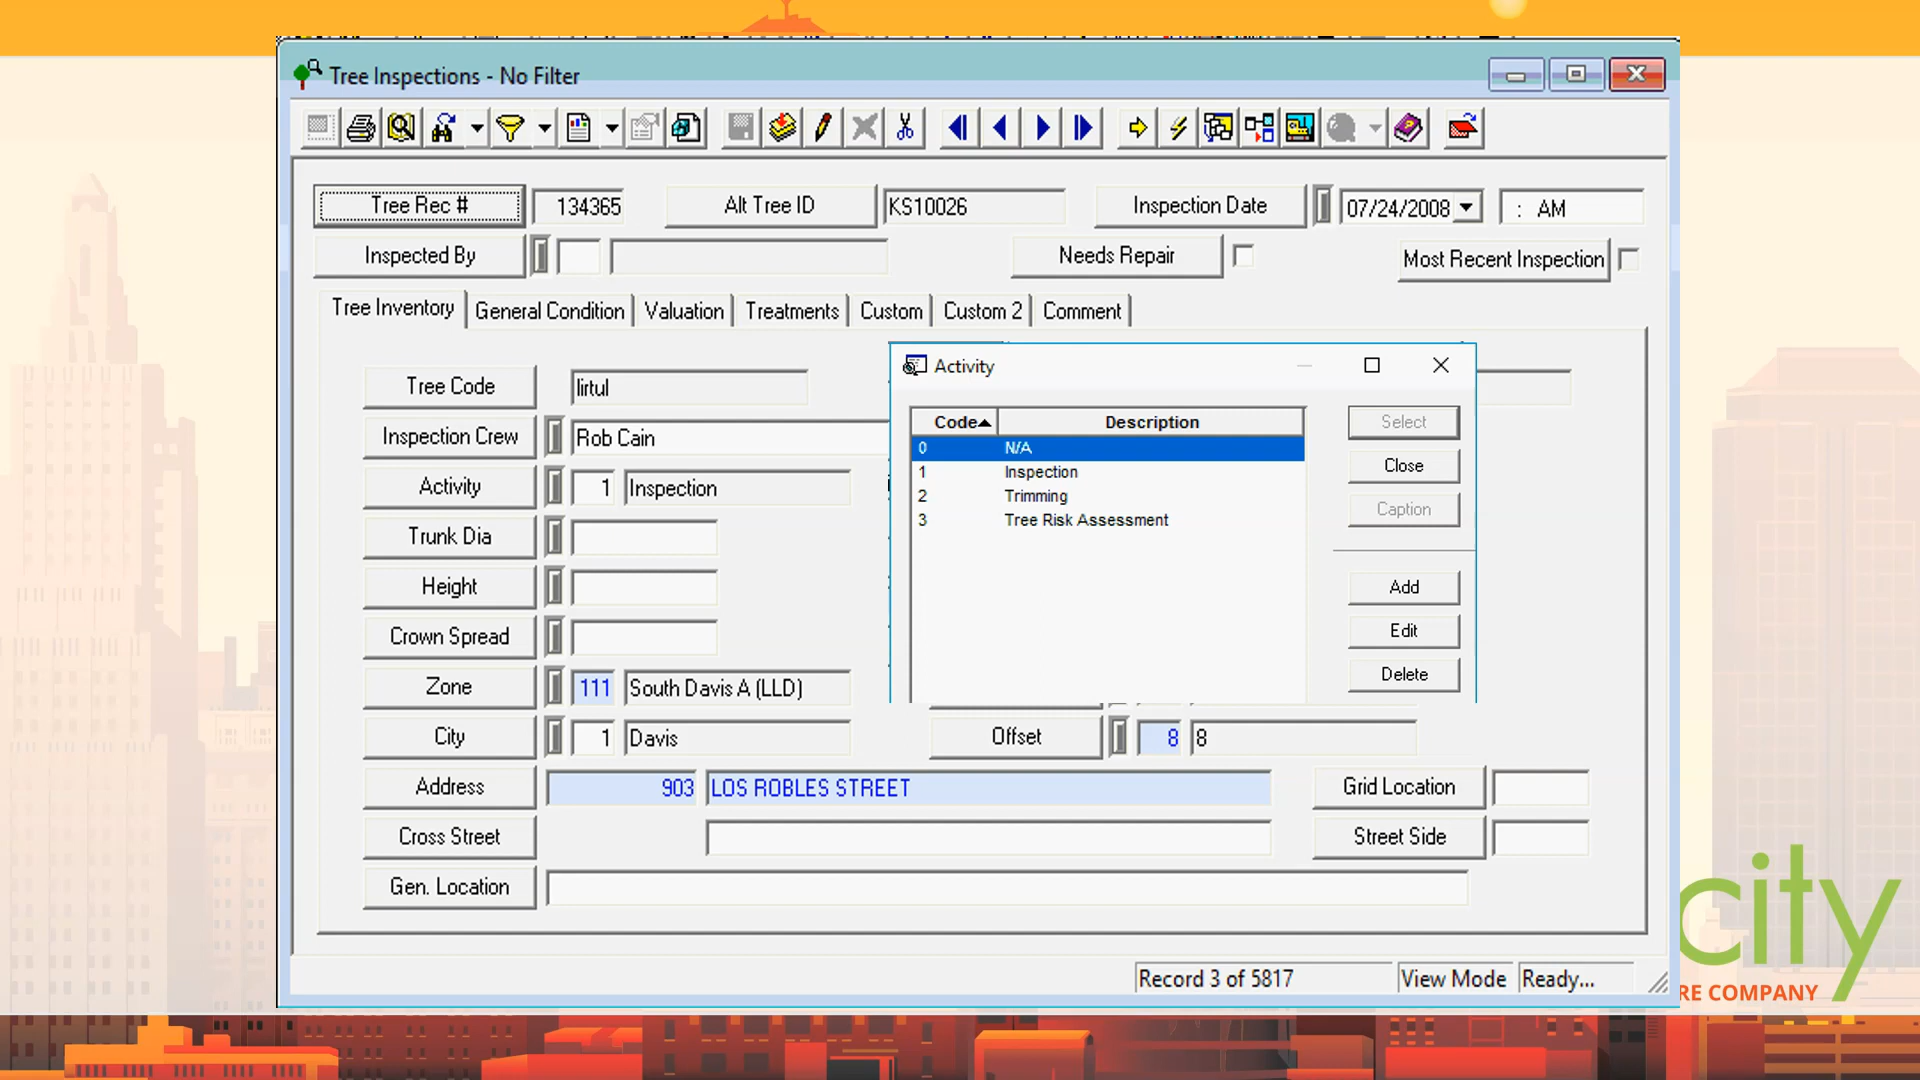 Tree Inspections - No Filter
Tree Rec # 134365 Alt Tree ID KS10026 Inspection Date 07/24/2008 : AM
Inspected By Needs Repair Most Recent Inspection
Tree Inventory General Condition Valuation Treatments Custom Custom 2 Comment
Tree Code lirtul
Inspection Crew Rob Cain
Activity 1 Inspection
Trunk Dia
Height
Crown Spread
Zone 111 South Davis A (LLD)
City 1 Davis Offset 8 8
Activity
Code Description
0 N/A
1 Inspection
2 Trimming
3 Tree Risk Assessment
Select
Close
Caption
Add
Edit
Delete
Address 903 LOS ROBLES STREET Grid Location
Cross Street Street Side
Gen. Location
Record 3 of 5817 View Mode Ready...
city
RE COMPANY